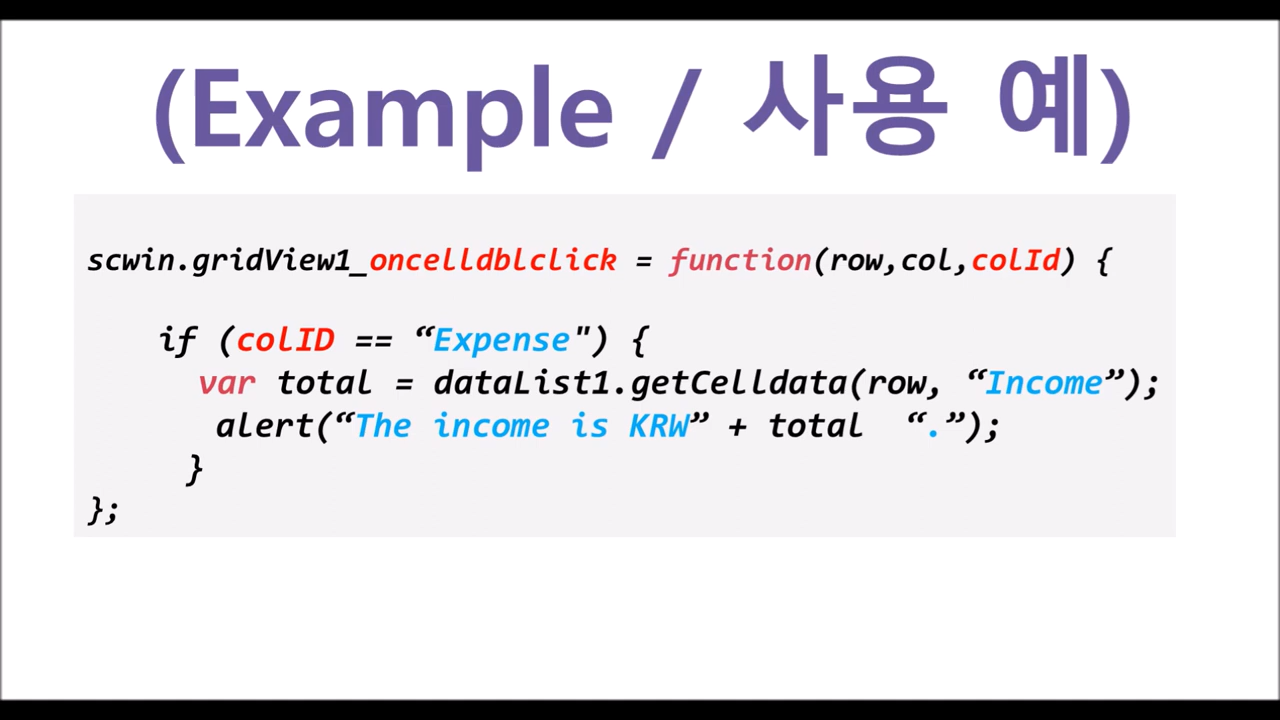 (Example / 사용 예)
scwin.gridView1_oncelldblclick = function(row,col,colId) {
if (colID == “Expense") {
var total = dataList1.getCelldata(row, “Income”);
alert(“The income is KRW” + total “.”);
}
};